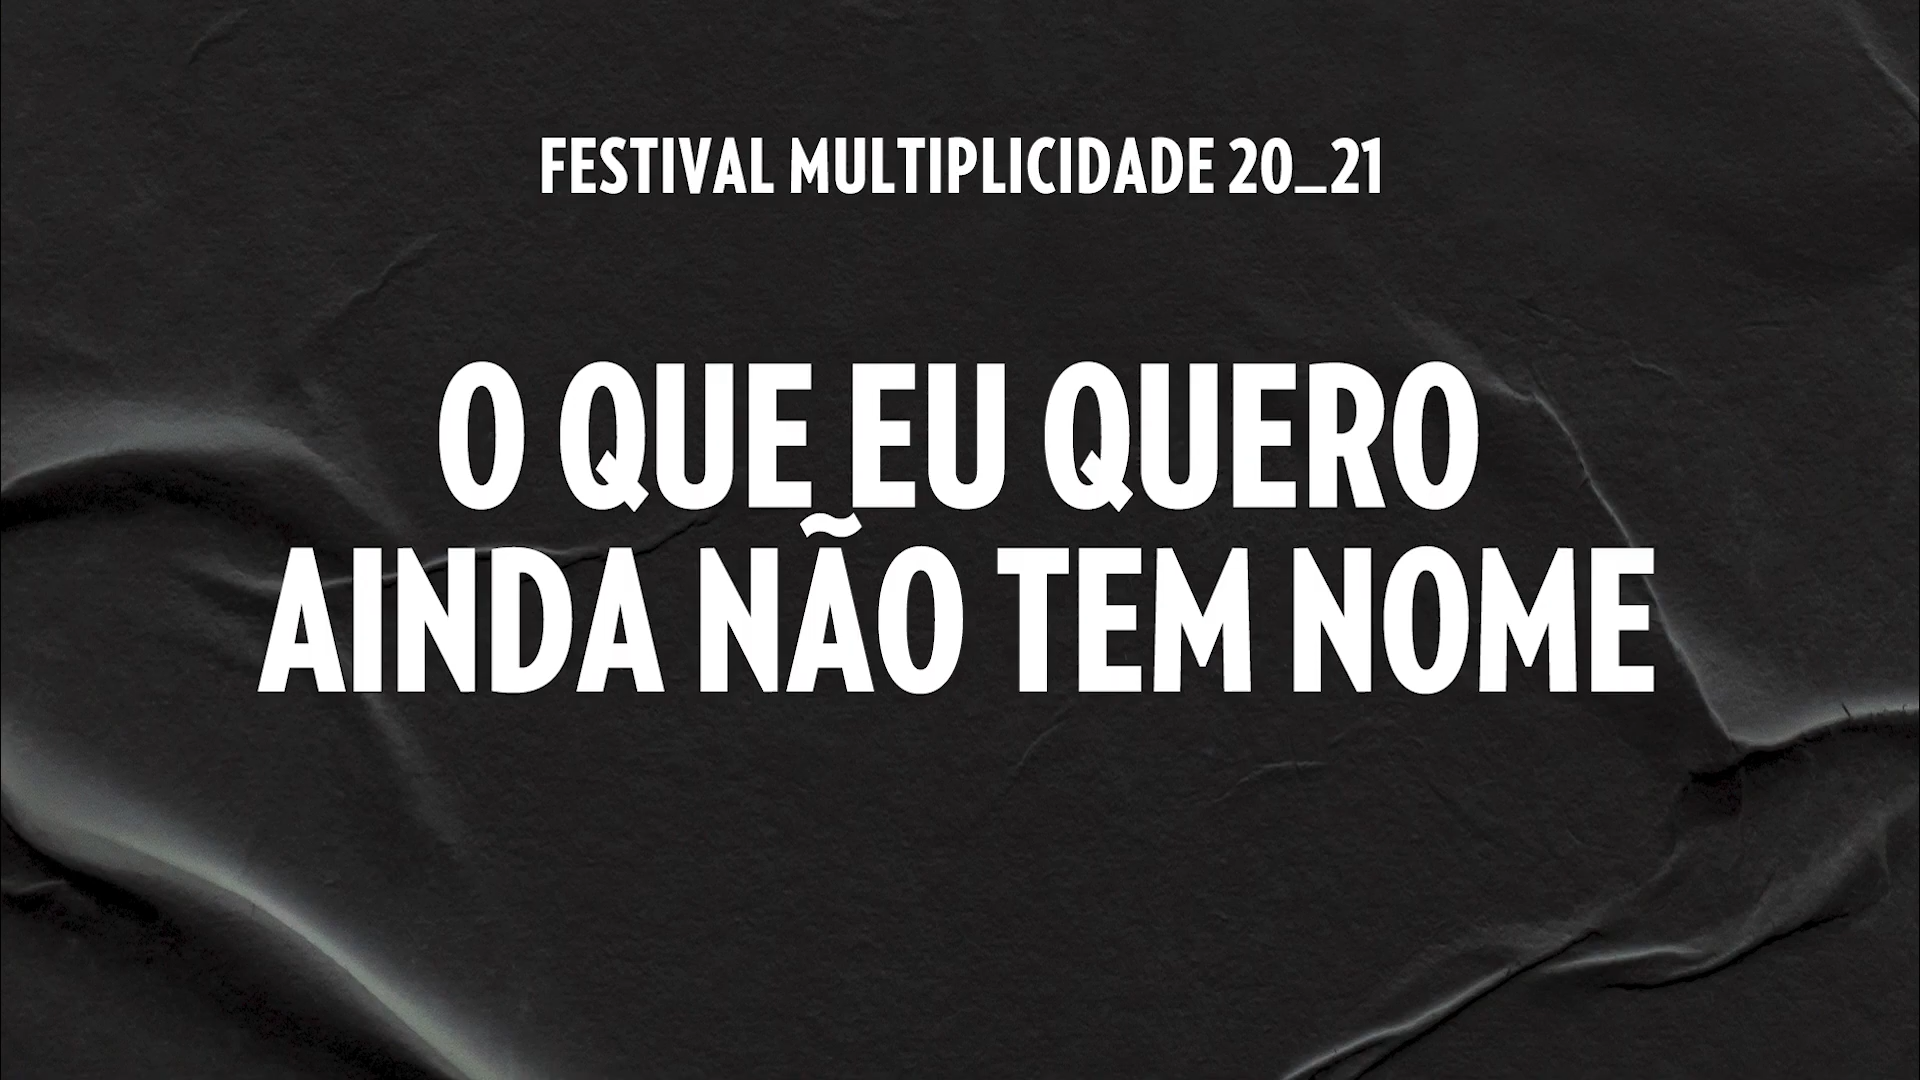 FESTIVAL MULTIPLICIDADE 20_21
O QUE EU QUERO
AINDA NÃO TEM NOME